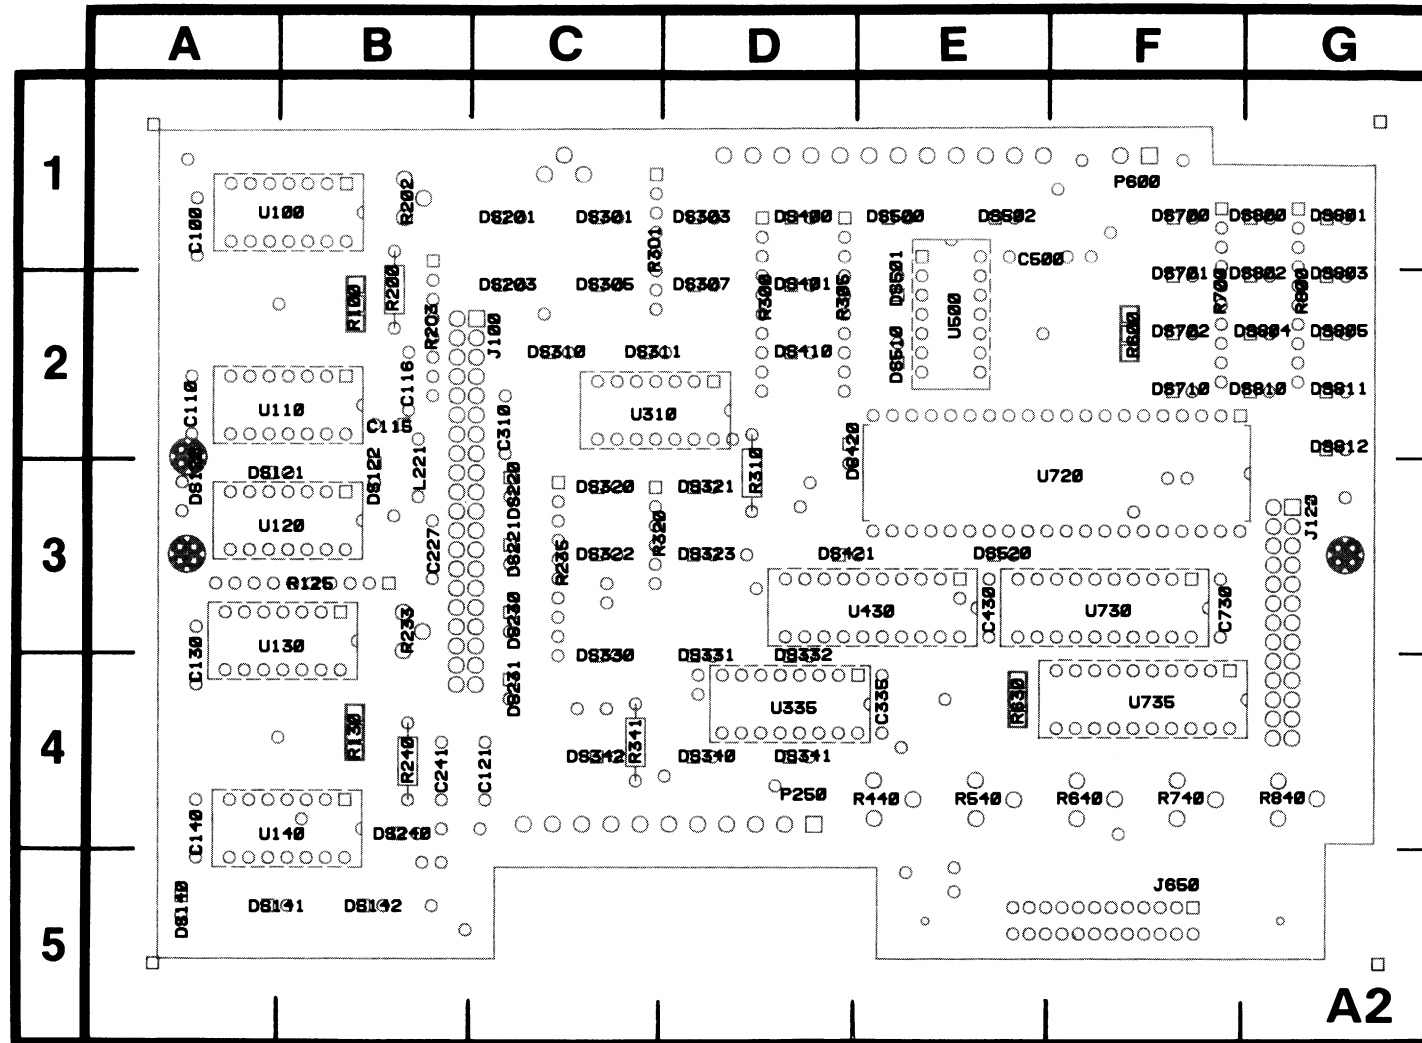 A B C D E F G
1
P600
R202
U100
C100
DS201 DS301 DS303 DS400 DS500 DS502 DS700 DS800 DS801
R301
C500
DS501
DS203 DS305 DS307 DS401 DS701 DS802 DS803
R100 R200 R203 J100 R300 R305 U500 R600 R700 R800
2
DS702 DS804 DS805
DS310 DS311 DS410 DS510
C110 C116 DS710 DS810 DS811
U110 U310
C115 C310 DS420 DS812
DS121 DS122 L221 DS220 R310 U720
DS320 DS321
U120 R320 J120
3
C227 DS221 R235 DS322 DS323 DS421 DS520
R125
U430 C430 U730 C730
C130 U130 R233 DS230
DS330 DS331 DS332
DS231 U335 C335 R630 U735
4
R130 R240 C241 C121 R341
DS342 DS340 DS341
P250 R440 R540 R640 R740 R840
C140 U140 DS240
J650
DS140 DS141 DS142
5
A2